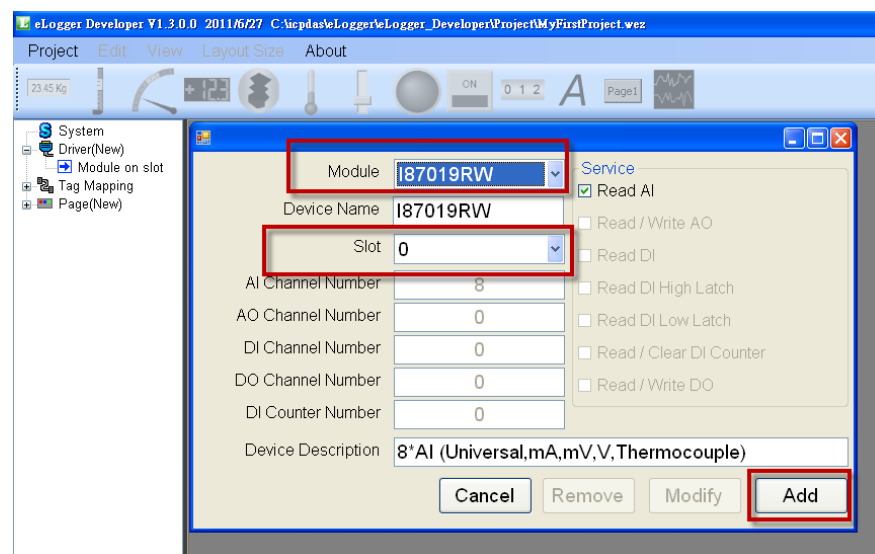 eLogger Developer V1.3.0.0 2011/6/27 C:\icpdas\eLogger\eLogger_Developer\Project\MyFirstProject.wez
Project Edit View Layout Size About
23.45 Kg
+12.3
ON
0 1 2
A
Page1
System
Driver(New)
Module on slot
Tag Mapping
Page(New)
Module I87019RW
Device Name I87019RW
Slot 0
AI Channel Number 8
AO Channel Number 0
DI Channel Number 0
DO Channel Number 0
DI Counter Number 0
Service
Read AI
Read / Write AO
Read DI
Read DI High Latch
Read DI Low Latch
Read / Clear DI Counter
Read / Write DO
Device Description 8*AI (Universal,mA,mV,V,Thermocouple)
Cancel Remove Modify Add